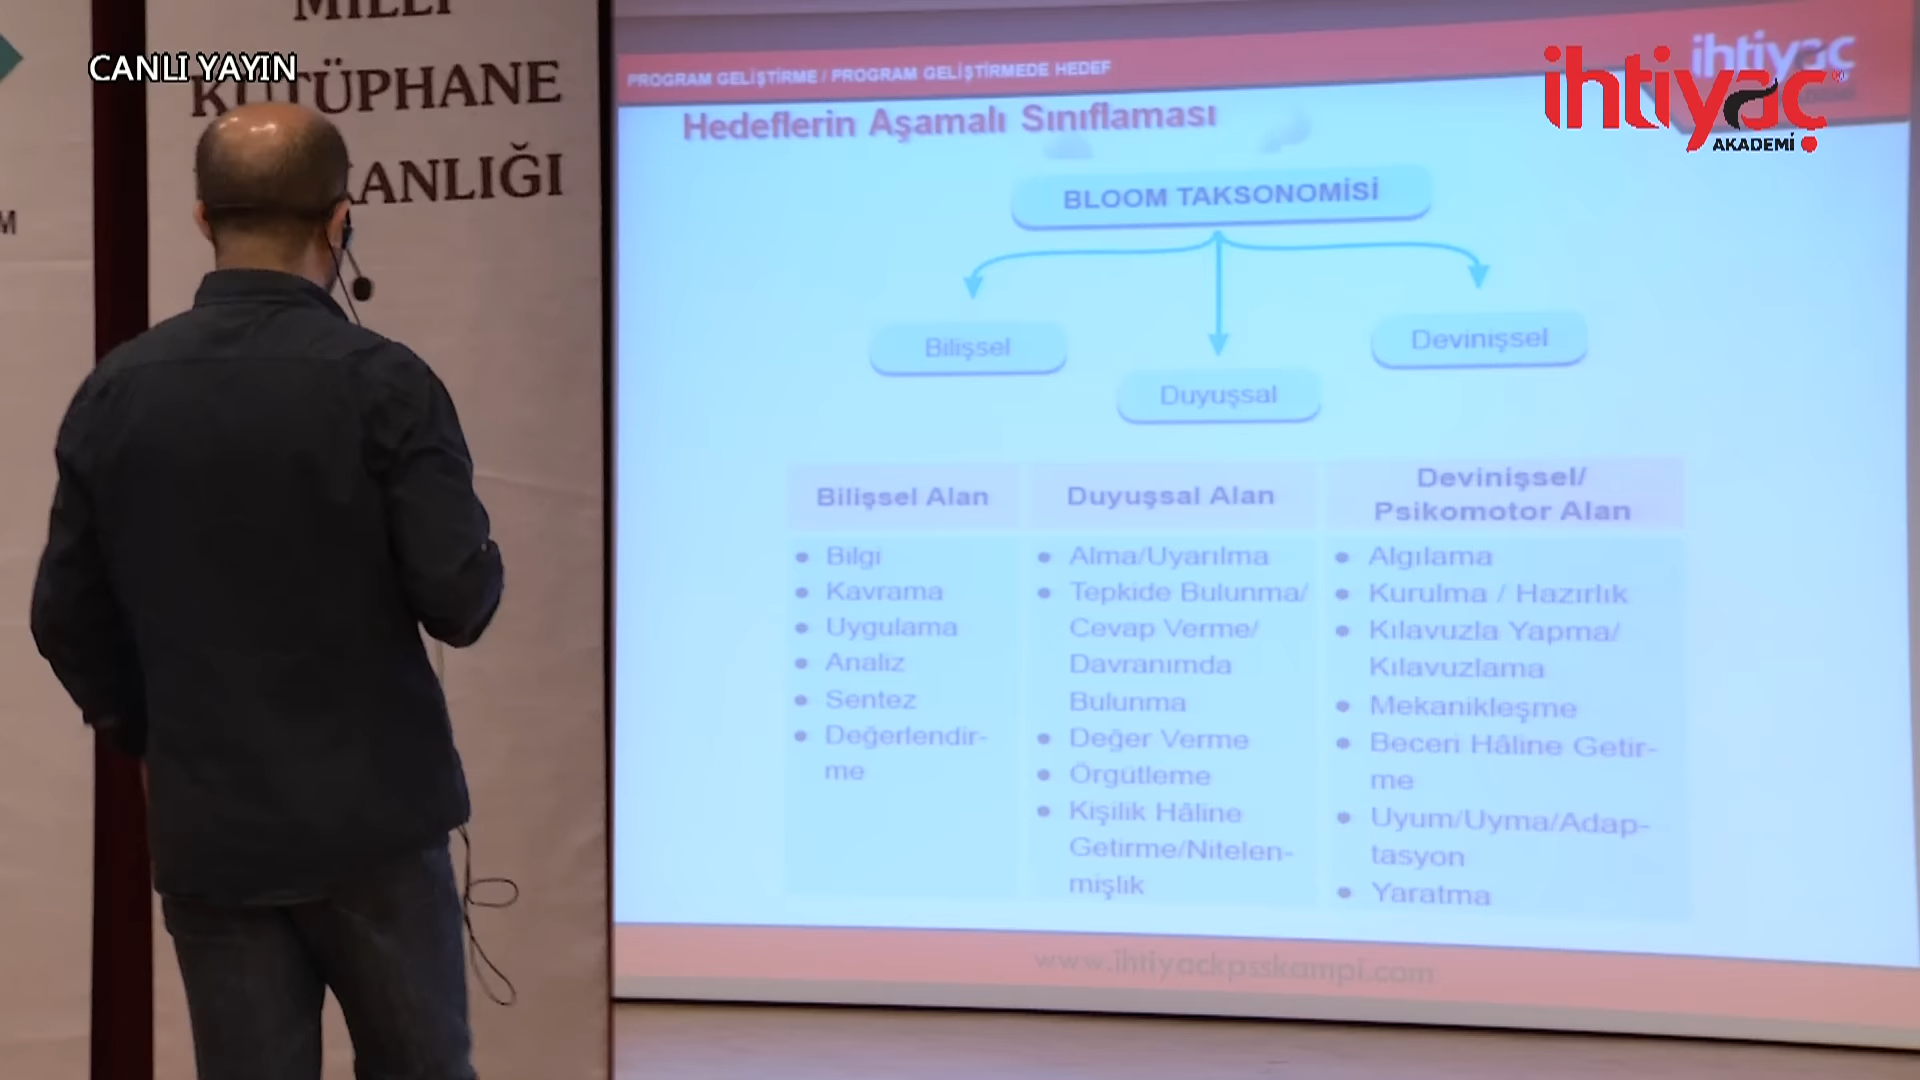 CANLI YAYIN
MİLLİ
KÜTÜPHANE
KANLIĞI
M
PROGRAM GELİŞTİRME / PROGRAM GELİŞTİRMEDE HEDEF
ihtiyaç
ihtiyaç
AKADEMİ
Hedeflerin Aşamalı Sınıflaması
BLOOM TAKSONOMİSİ
Bilişsel
Duyuşsal
Devinişsel
Bilişsel Alan
• Bilgi
• Kavrama
• Uygulama
• Analiz
• Sentez
• Değerlendir-
me
Duyuşsal Alan
• Alma/Uyarılma
• Tepkide Bulunma/
Cevap Verme/
Davranımda
Bulunma
• Değer Verme
• Örgütleme
• Kişilik Hâline
Getirme/Nitelen-
mişlik
Devinişsel/
Psikomotor Alan
• Algılama
• Kurulma / Hazırlık
• Kılavuzla Yapma/
Kılavuzlama
• Mekanikleşme
• Beceri Hâline Getir-
me
• Uyum/Uyma/Adap-
tasyon
• Yaratma
www.ihtiyackpsskampi.com